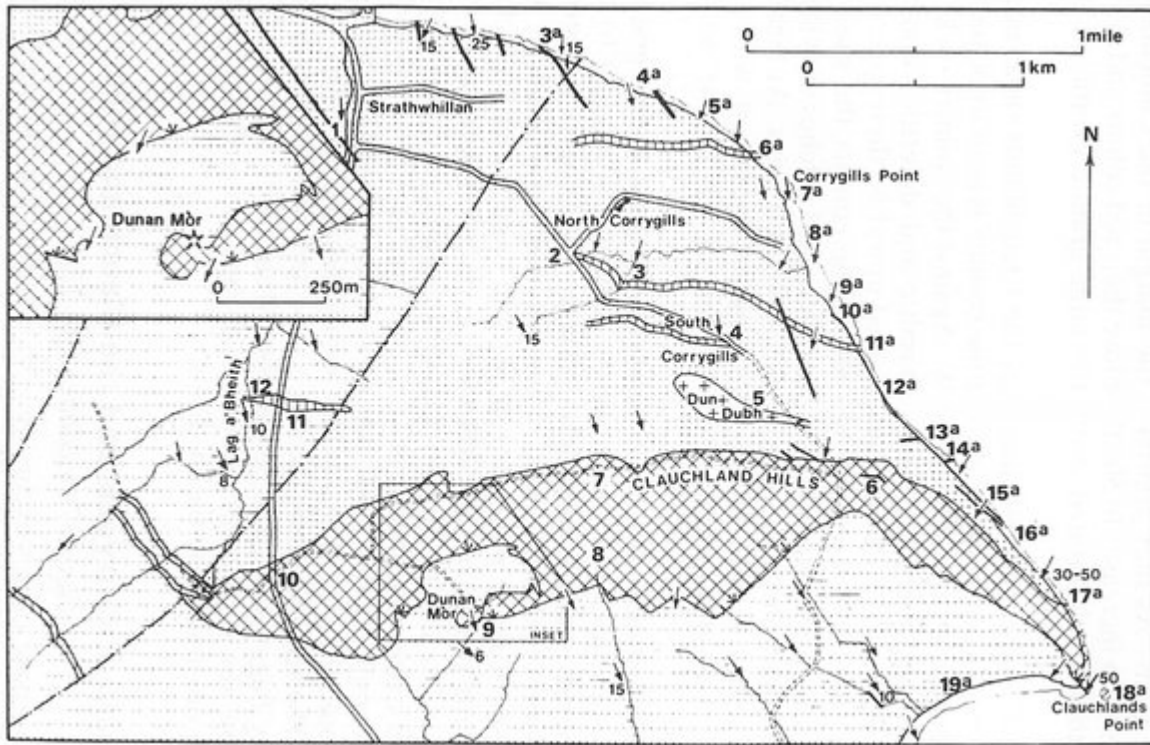 0 1mile
0 1km
N
15
25
3ª
15
4ª
5ª
6ª
Strathwhillan
1
Corrygills Point
7ª
8ª
North Corrygills
2
3
9ª
10ª
11ª
Dunan Mòr
0 250m
15
South
Corrygills
4
12ª
Dun
Dubh
5
Lag a' Bheith'
12
11
10
8
13ª
14ª
7
CLAUCHLAND HILLS
6
15ª
16ª
8
30-50
17ª
10
Dunan
Mòr
9
INSET
6
15
10
19ª
50
18ª
Clauchlands
Point